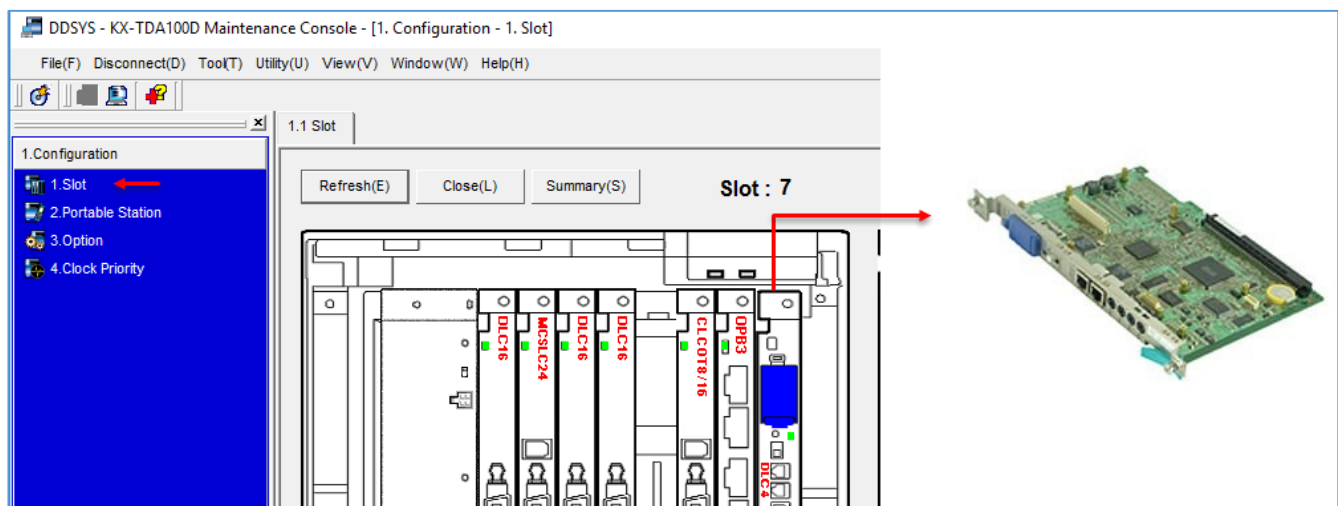 DDSYS - KX-TDA100D Maintenance Console - [1. Configuration - 1. Slot]
File(F) Disconnect(D) Tool(T) Utility(U) View(V) Window(W) Help(H)
1.1 Slot
1.Configuration
1.Slot
2.Portable Station
3.Option
4.Clock Priority
Refresh(E) Close(L) Summary(S) Slot : 7
DLC16
MCSLC24
DLC16
DLC16
CLCOT8/16
OPB3
DLC4